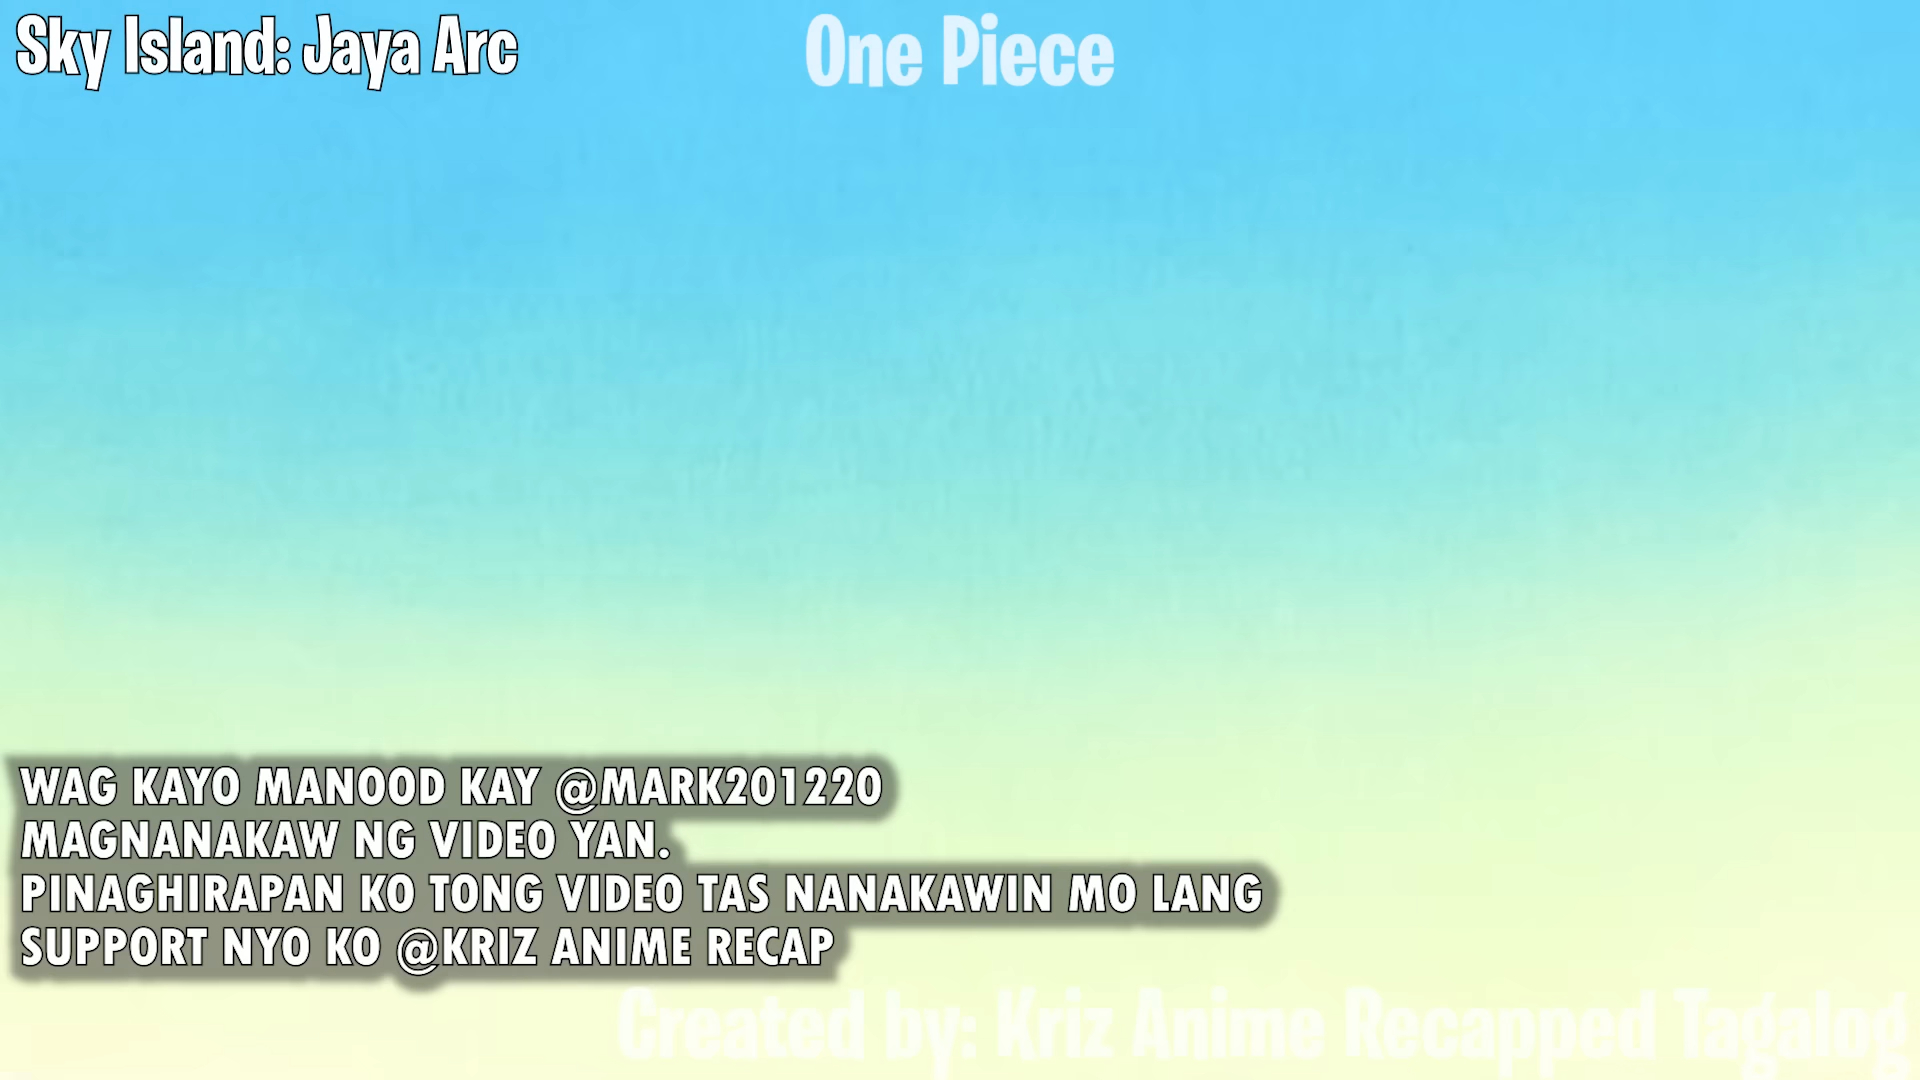 Sky Island: Jaya Arc
One Piece
WAG KAYO MANOOD KAY @MARK201220
MAGNANAKAW NG VIDEO YAN.
PINAGHIRAPAN KO TONG VIDEO TAS NANAKAWIN MO LANG
SUPPORT NYO KO @KRIZ ANIME RECAP
Created by: Kriz Anime Recapped Tagalog